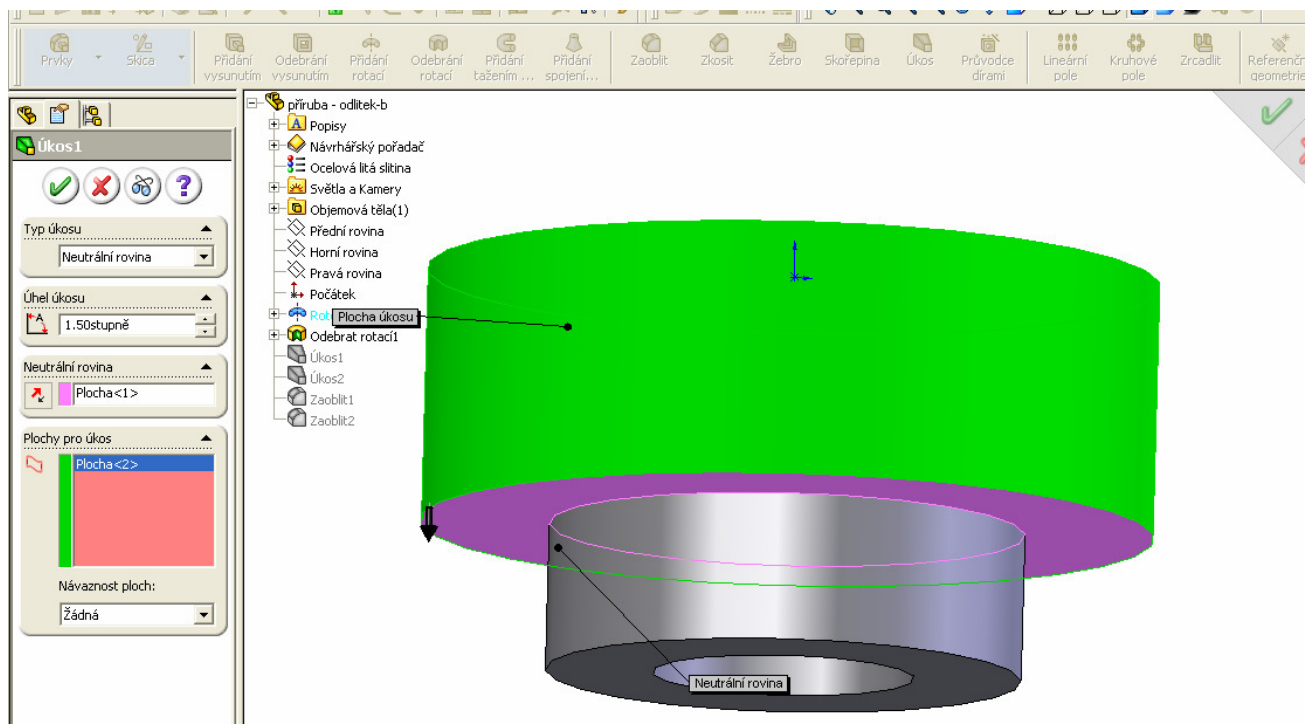 Prvky
Skica
Přidání vysunutím
Odebrání vysunutím
Přidání rotací
Odebrání rotací
Přidání tažením ...
Přidání spojení...
Zaoblit
Zkosit
Žebro
Skořepina
Úkos
Průvodce dírami
Lineární pole
Kruhové pole
Zrcadlit
Referenčn
geometrie
Úkos1
Typ úkosu
Neutrální rovina
Úhel úkosu
1.50stupně
Neutrální rovina
Plocha<1>
Plochy pro úkos
Plocha<2>
Návaznost ploch:
Žádná
příruba - odlitek-b
Popisy
Návrhářský pořadač
Ocelová litá slitina
Světla a Kamery
Objemová těla(1)
Přední rovina
Horní rovina
Pravá rovina
Počátek
Rot
Plocha úkosu
Odebrat rotací1
Úkos1
Úkos2
Zaoblit1
Zaoblit2
Neutrální rovina